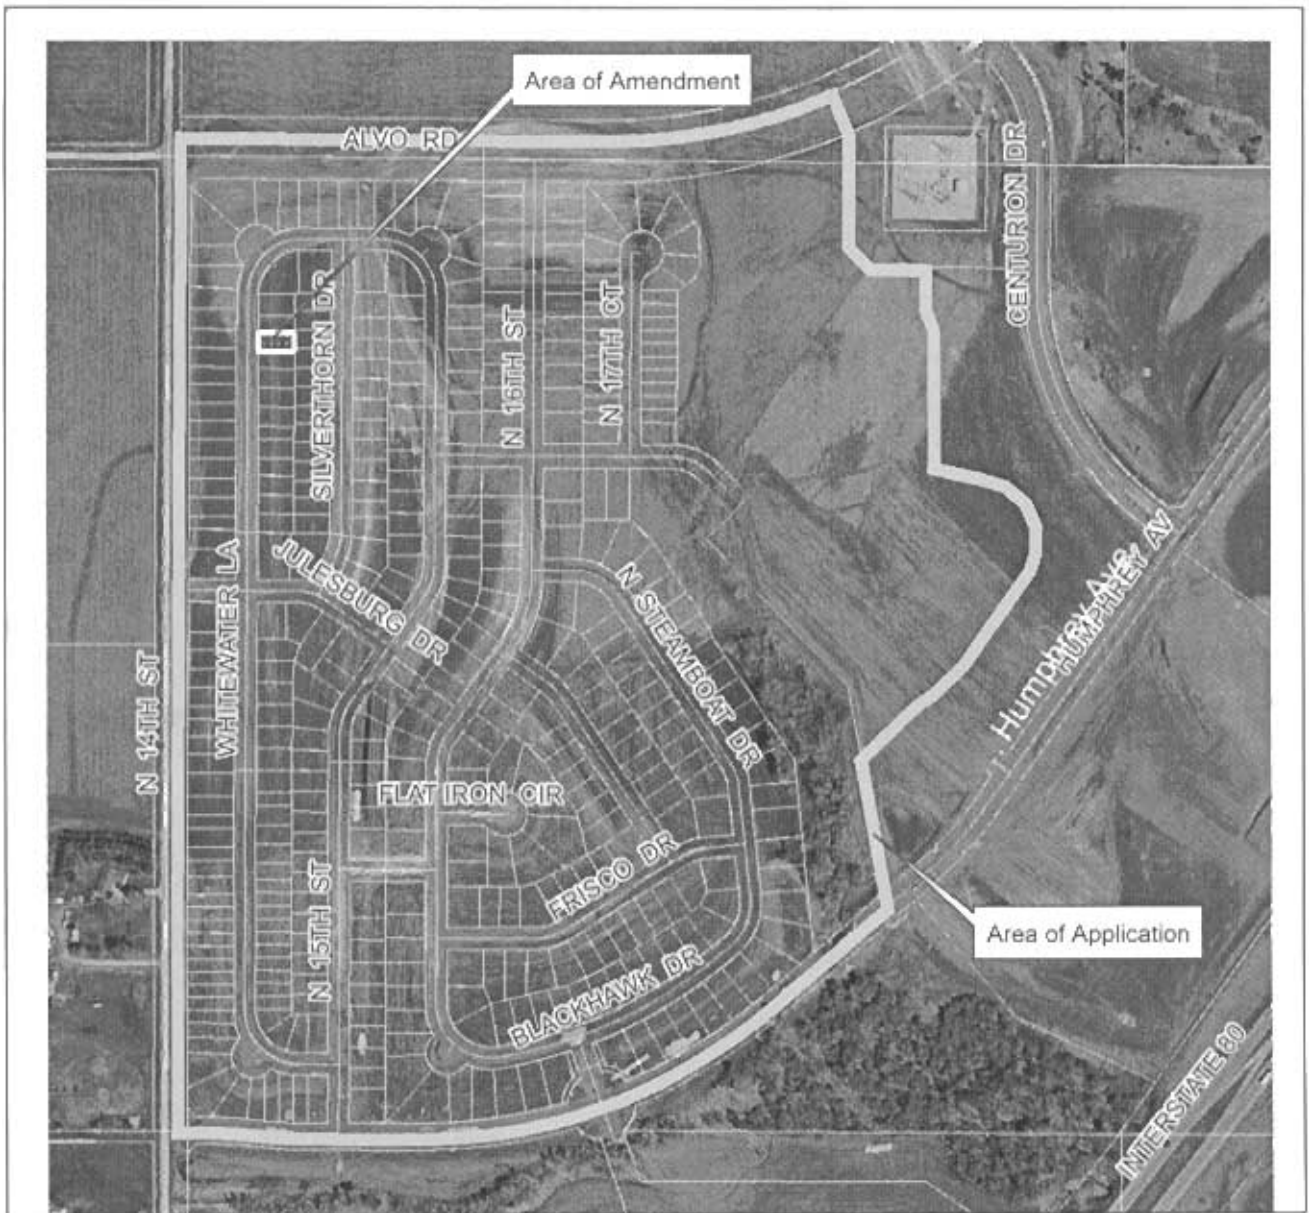 Area of Amendment
ALVO RD
CENTURION DR
SILVERTHORN DR
N 16TH ST
N 17TH CT
JULESBURG DR
N STEAMBOAT DR
Humphrey Ave
HUMPHREY AV
WHITEWATER LA
N 14TH ST
FLAT IRON CIR
FRISCO DR
N 15TH ST
Area of Application
BLACKHAWK DR
INTERSTATE 80